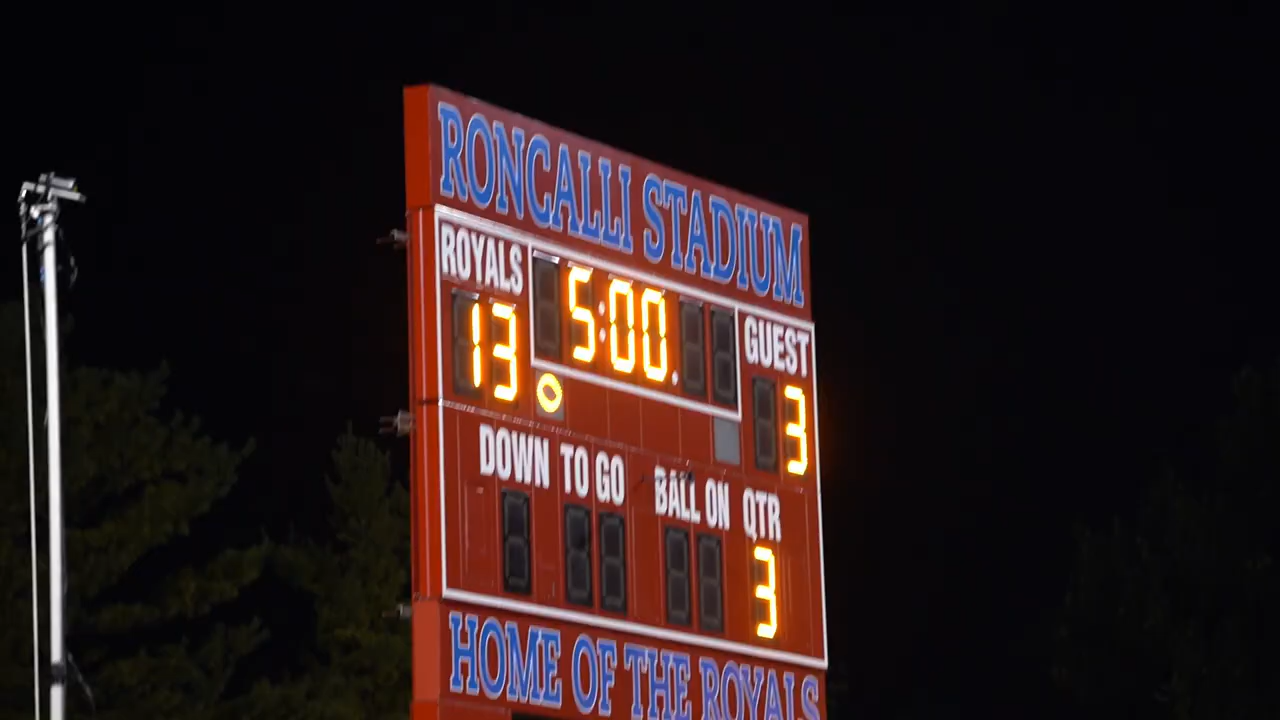 RONCALLI STADIUM
ROYALS
5:00.
GUEST
13
3
DOWN TO GO BALL ON QTR
3
HOME OF THE ROYALS